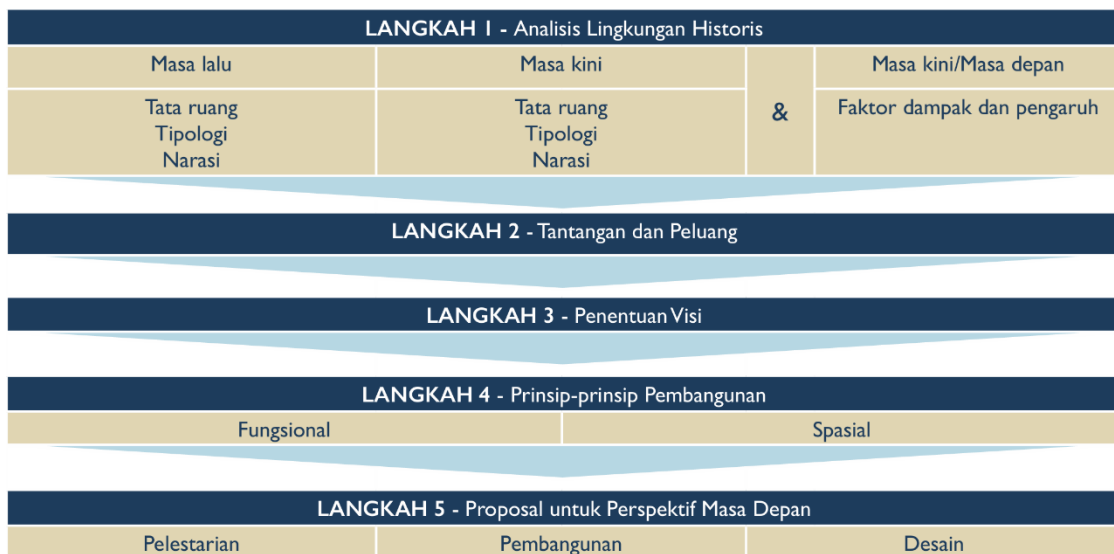 LANGKAH 1 - Analisis Lingkungan Historis
Masa lalu
Masa kini
&
Masa kini/Masa depan
Tata ruang
Tipologi
Narasi
Tata ruang
Tipologi
Narasi
Faktor dampak dan pengaruh
LANGKAH 2 - Tantangan dan Peluang
LANGKAH 3 - Penentuan Visi
LANGKAH 4 - Prinsip-prinsip Pembangunan
Fungsional
Spasial
LANGKAH 5 - Proposal untuk Perspektif Masa Depan
Pelestarian
Pembangunan
Desain